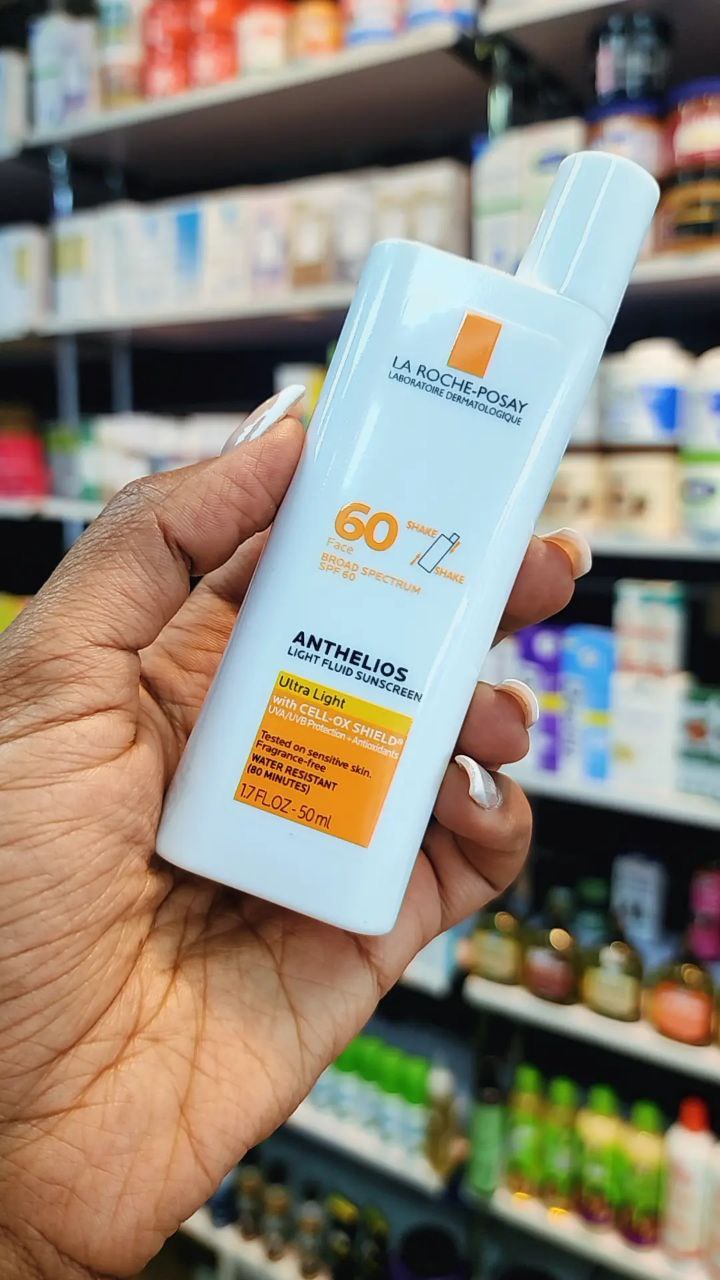 LA ROCHE-POSAY
LABORATOIRE DERMATOLOGIQUE
60
SHAKE
SHAKE
Face
BROAD SPECTRUM
SPF 60
ANTHELIOS
LIGHT FLUID SUNSCREEN
Ultra Light
with CELL-OX SHIELD®
UVA/UVB Protection + Antioxidants
Tested on sensitive skin.
Fragrance-free
WATER RESISTANT
(80 MINUTES)
1.7 FL.OZ - 50 ml